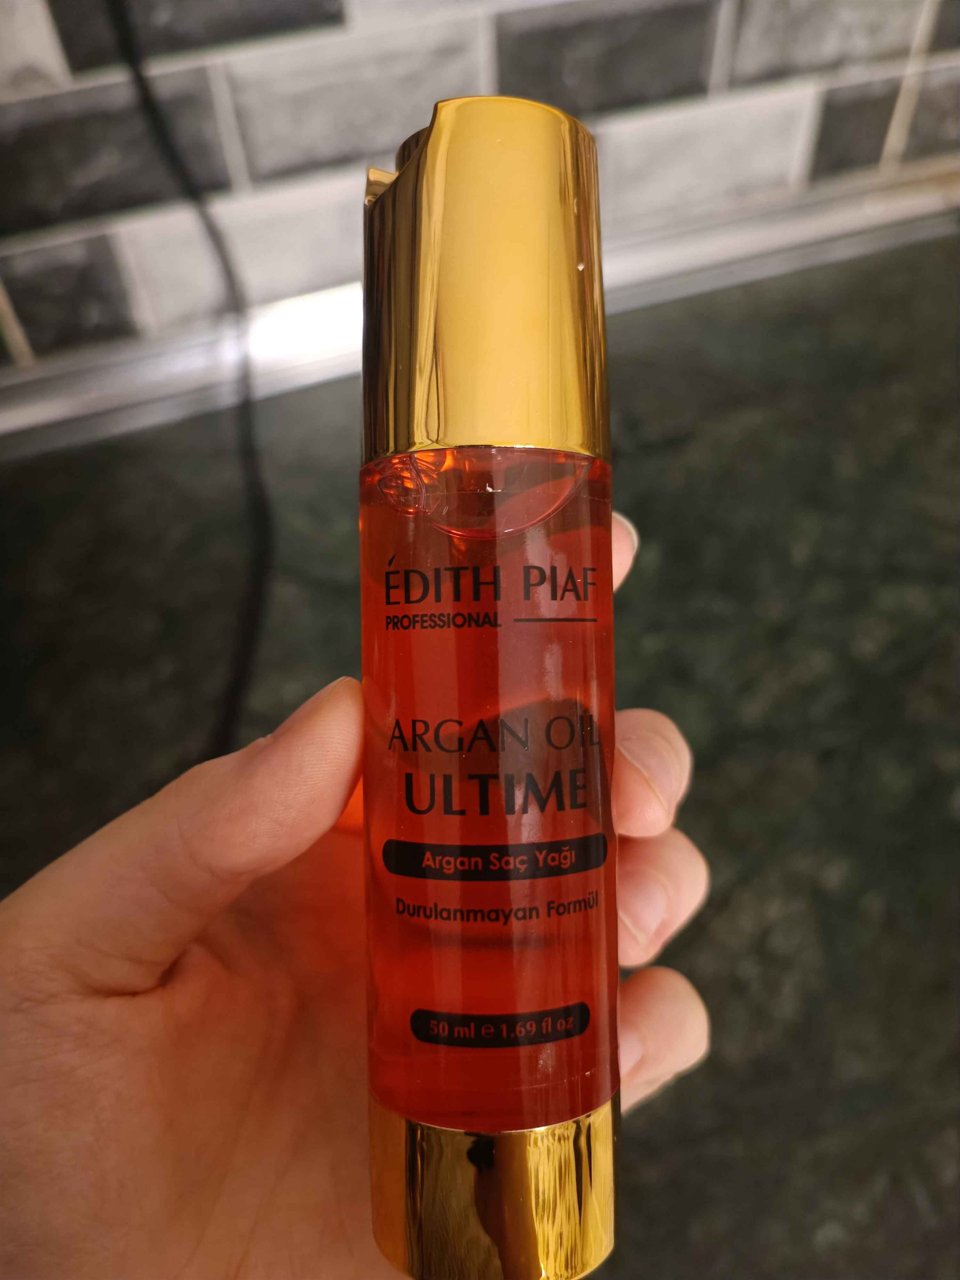 ÉDITH PIAF
PROFESSIONAL
ARGAN OIL
ULTIME
Argan Saç Yağı
Durulanmayan Formül
50 ml ℮ 1.69 fl oz